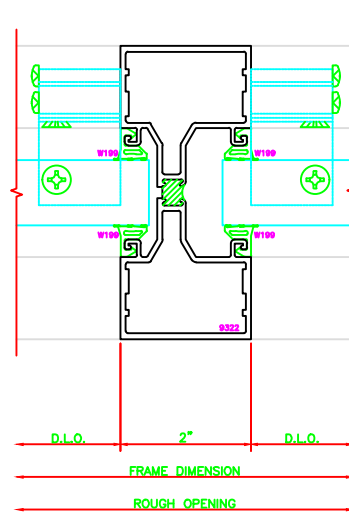 W199 W199
W199 W199
9322
D.L.O. 2" D.L.O.
FRAME DIMENSION
ROUGH OPENING